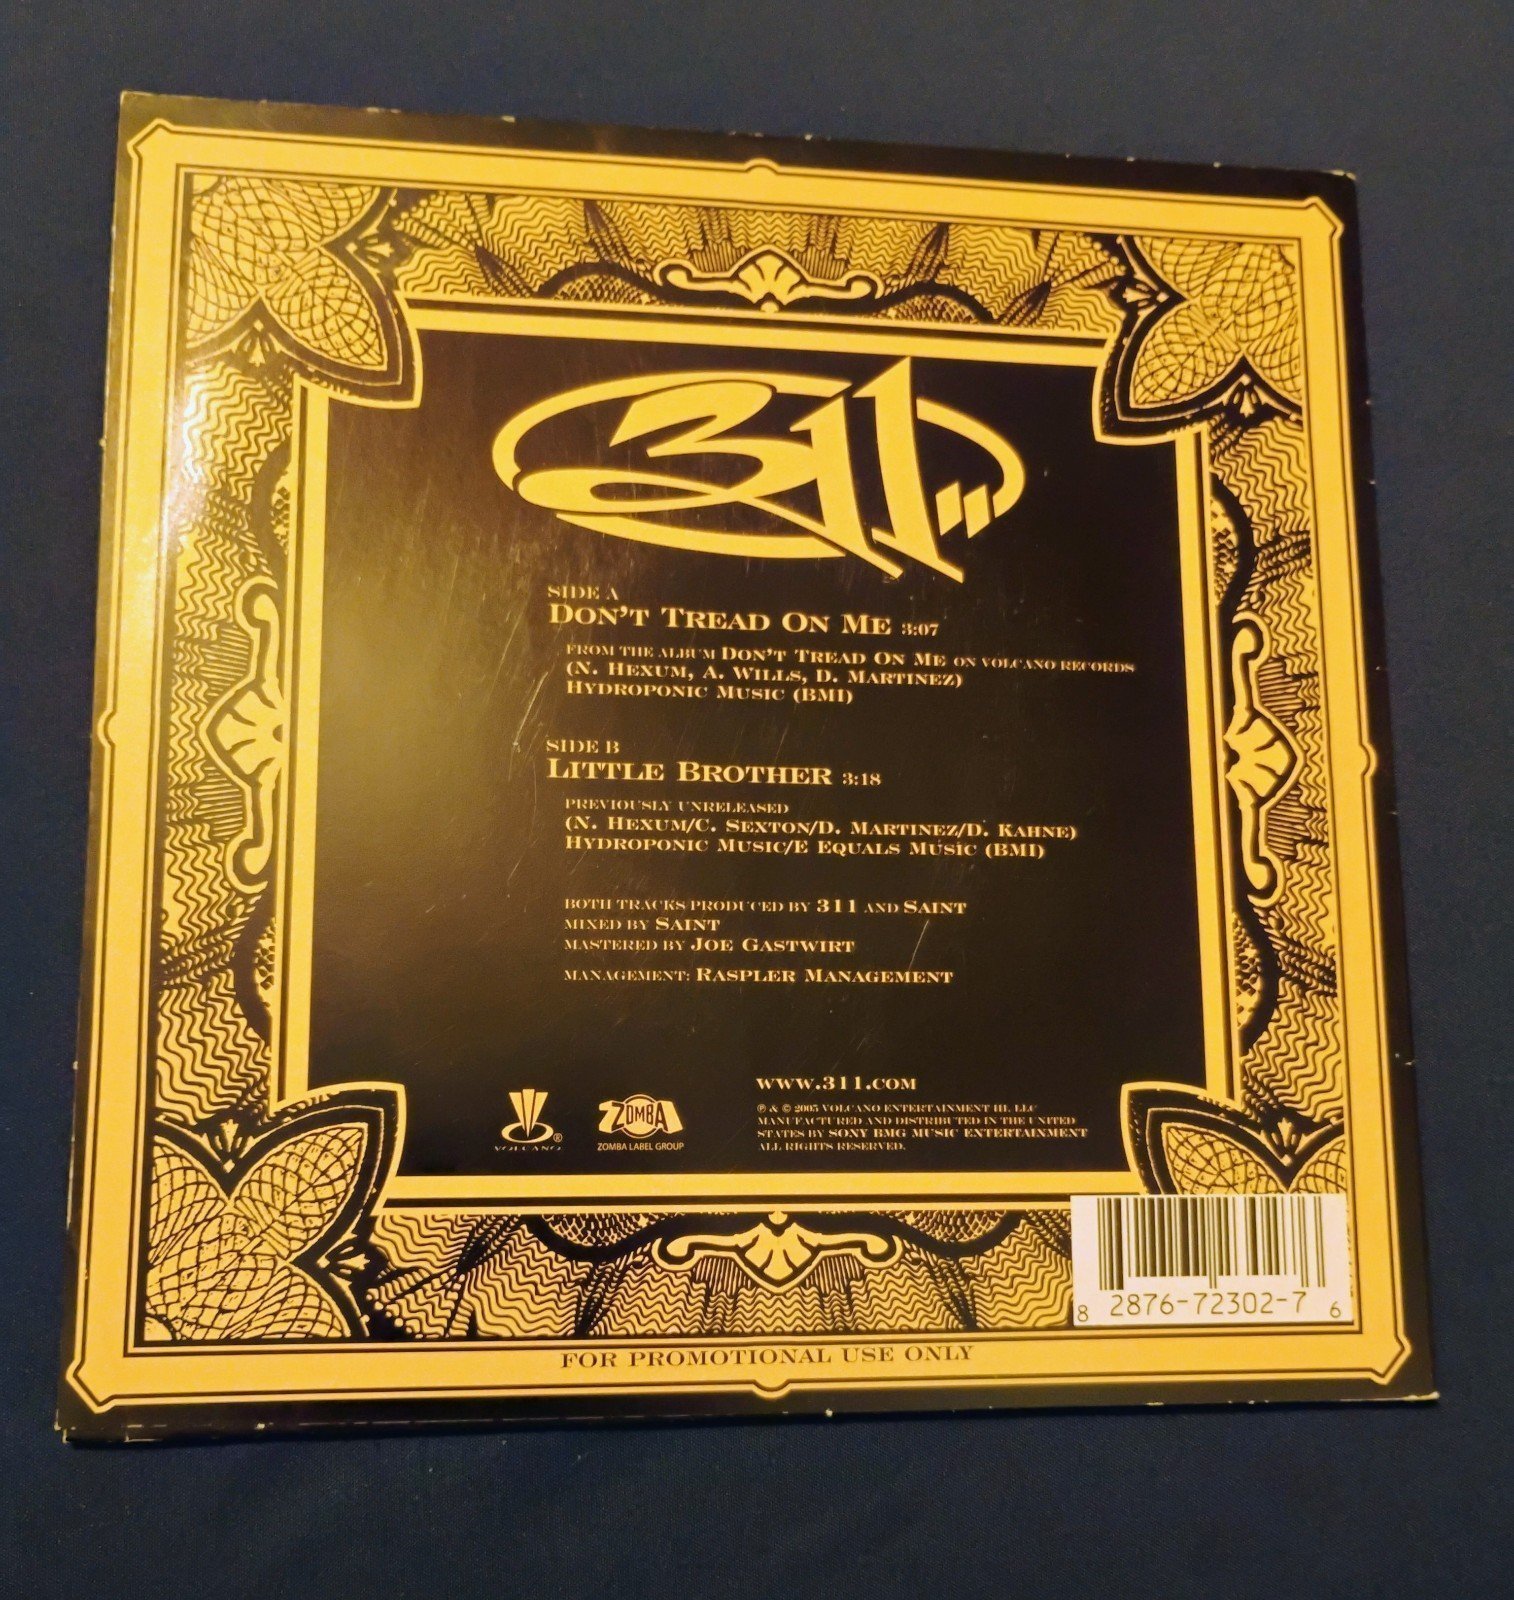 311
SIDE A
DON'T TREAD ON ME 3:07
FROM THE ALBUM DON'T TREAD ON ME ON VOLCANO RECORDS
(N. HEXUM, A. WILLS, D. MARTINEZ)
HYDROPONIC MUSIC (BMI)
SIDE B
LITTLE BROTHER 3:18
PREVIOUSLY UNRELEASED
(N. HEXUM/C. SEXTON/D. MARTINEZ/D. KAHNE)
HYDROPONIC MUSIC/E EQUALS MUSIC (BMI)
BOTH TRACKS PRODUCED BY 311 AND SAINT
MIXED BY SAINT
MASTERED BY JOE GASTWIRT
MANAGEMENT: RASPLER MANAGEMENT
WWW.311.COM
℗ & © 2005 VOLCANO ENTERTAINMENT III, LLC
MANUFACTURED AND DISTRIBUTED IN THE UNITED
STATES BY SONY BMG MUSIC ENTERTAINMENT
ALL RIGHTS RESERVED.
VOLCANO ®
ZOMBA
ZOMBA LABEL GROUP
8 2876-72302-7 6
FOR PROMOTIONAL USE ONLY